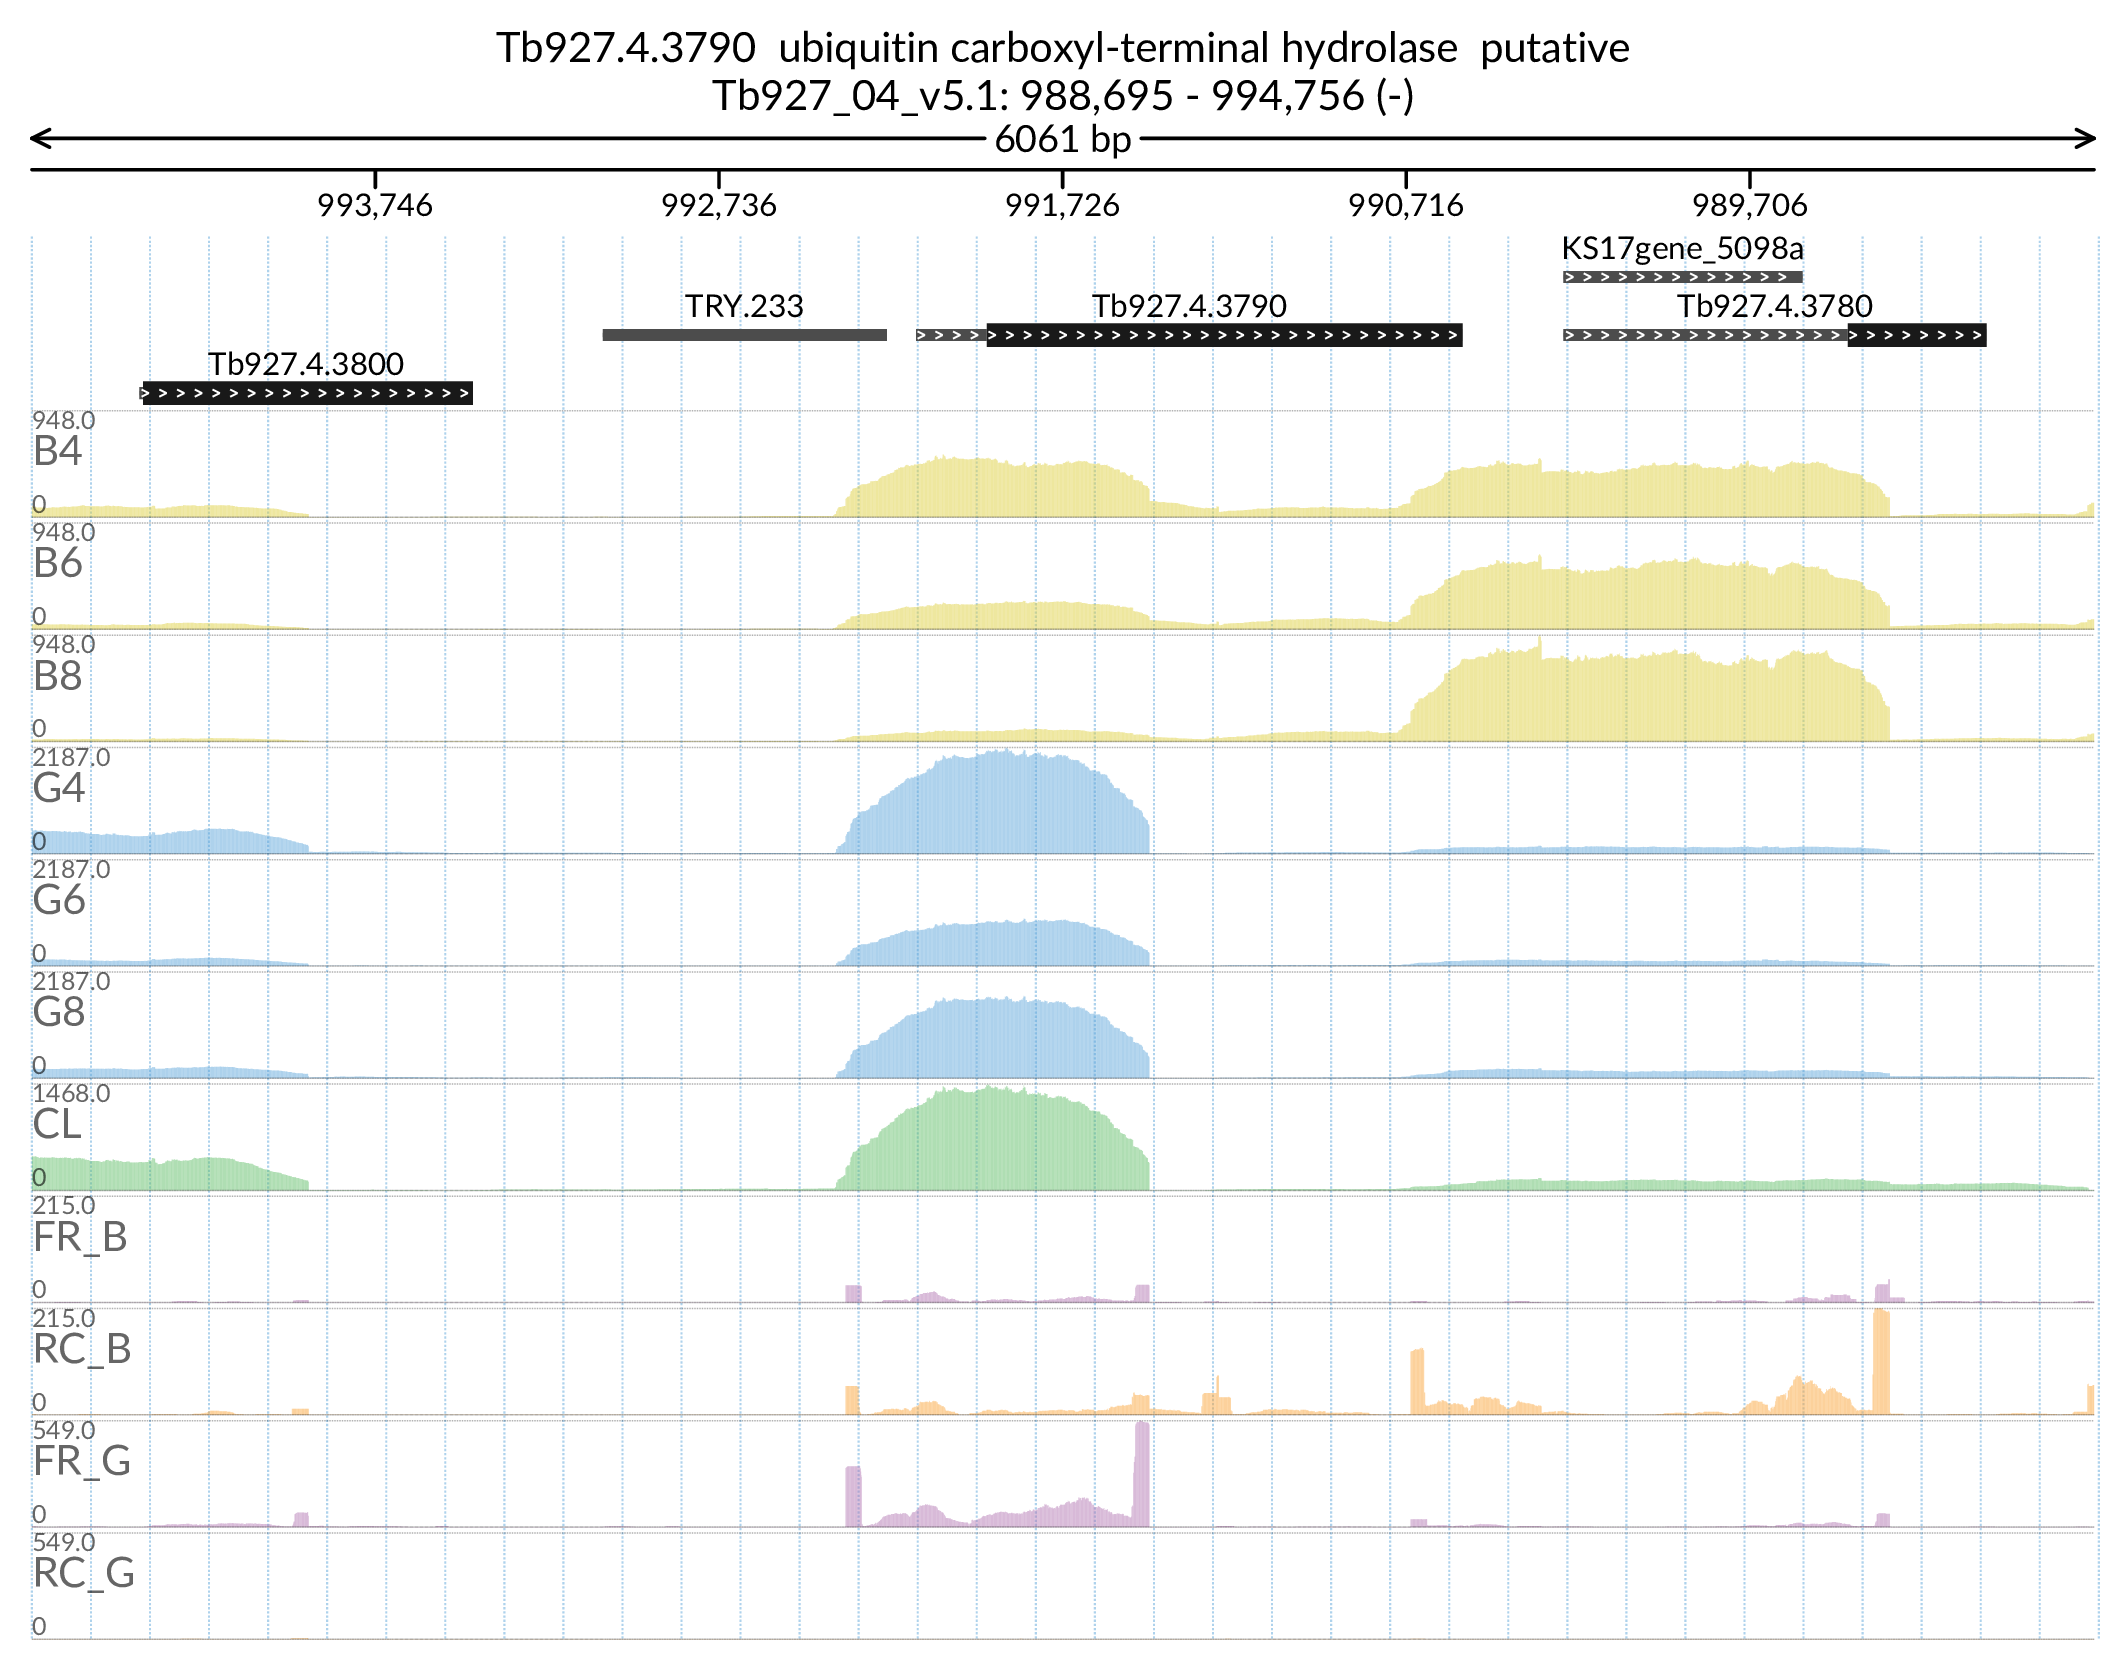 Tb927.4.3790 ubiquitin carboxyl-terminal hydrolase putative
Tb927_04_v5.1: 988,695 - 994,756 (-)
6061 bp
993,746 992,736 991,726 990,716 989,706
KS17gene_5098a
TRY.233 Tb927.4.3790 Tb927.4.3780
Tb927.4.3800
948.0
B4
0
948.0
B6
0
948.0
B8
0
2187.0
G4
0
2187.0
G6
0
2187.0
G8
0
1468.0
CL
0
215.0
FR_B
0
215.0
RC_B
0
549.0
FR_G
0
549.0
RC_G
0